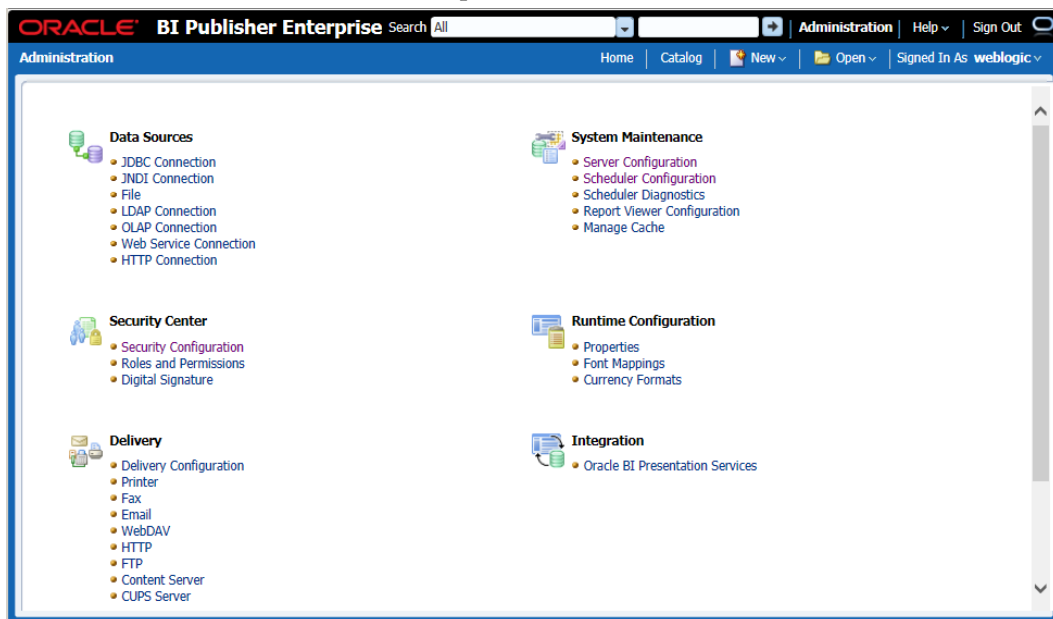 ORACLE BI Publisher Enterprise Search All Administration Help Sign Out
Administration Home Catalog New Open Signed In As weblogic
Data Sources
JDBC Connection
JNDI Connection
File
LDAP Connection
OLAP Connection
Web Service Connection
HTTP Connection
System Maintenance
Server Configuration
Scheduler Configuration
Scheduler Diagnostics
Report Viewer Configuration
Manage Cache
Security Center
Security Configuration
Roles and Permissions
Digital Signature
Runtime Configuration
Properties
Font Mappings
Currency Formats
Delivery
Delivery Configuration
Printer
Fax
Email
WebDAV
HTTP
FTP
Content Server
CUPS Server
Integration
Oracle BI Presentation Services